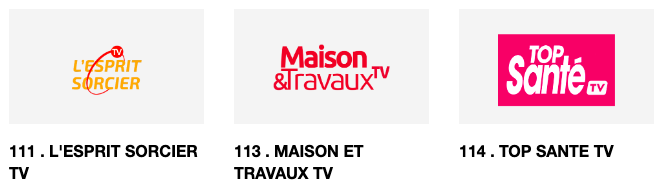 TV
L'ESPRIT
SORCIER
Maison
&Travaux TV
TOP
Santé
TV
111 . L'ESPRIT SORCIER
TV
113 . MAISON ET
TRAVAUX TV
114 . TOP SANTE TV